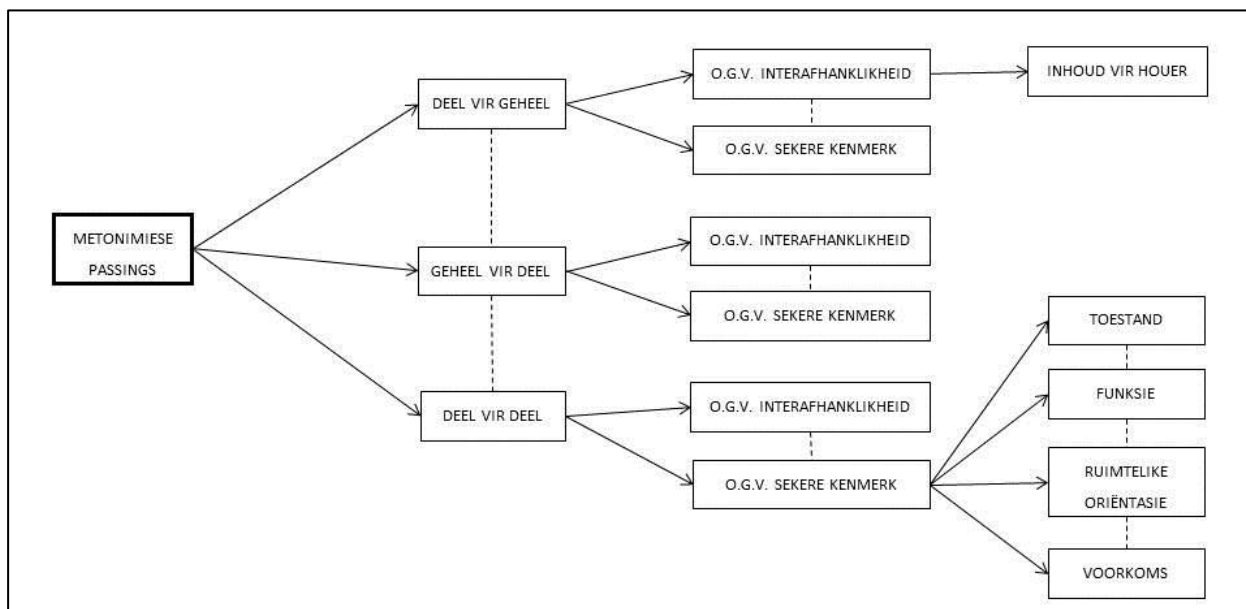 METONIMIESE
PASSINGS
DEEL VIR GEHEEL
O.G.V. INTERAFHANKLIKHEID
INHOUD VIR HOUER
O.G.V. SEKERE KENMERK
GEHEEL VIR DEEL
O.G.V. INTERAFHANKLIKHEID
O.G.V. SEKERE KENMERK
DEEL VIR DEEL
O.G.V. INTERAFHANKLIKHEID
O.G.V. SEKERE KENMERK
TOESTAND
FUNKSIE
RUIMTELIKE
ORIËNTASIE
VOORKOMS